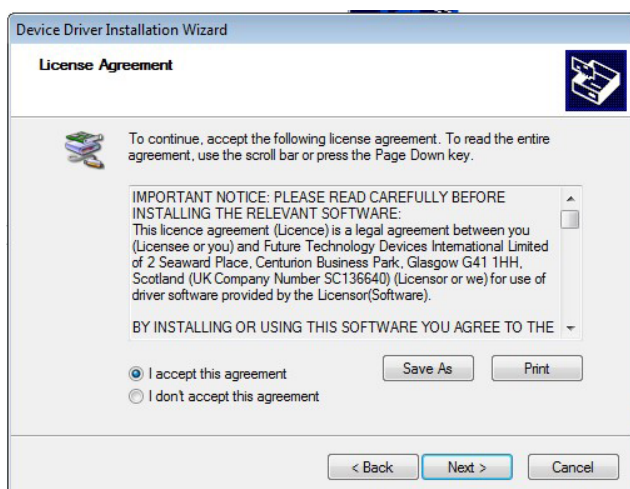 Device Driver Installation Wizard
License Agreement
To continue, accept the following license agreement. To read the entire
agreement, use the scroll bar or press the Page Down key.
IMPORTANT NOTICE: PLEASE READ CAREFULLY BEFORE
INSTALLING THE RELEVANT SOFTWARE:
This licence agreement (Licence) is a legal agreement between you
(Licensee or you) and Future Technology Devices International Limited
of 2 Seaward Place, Centurion Business Park, Glasgow G41 1HH,
Scotland (UK Company Number SC136640) (Licensor or we) for use of
driver software provided by the Licensor(Software).
BY INSTALLING OR USING THIS SOFTWARE YOU AGREE TO THE
I accept this agreement
Save As
Print
I don't accept this agreement
< Back
Next >
Cancel